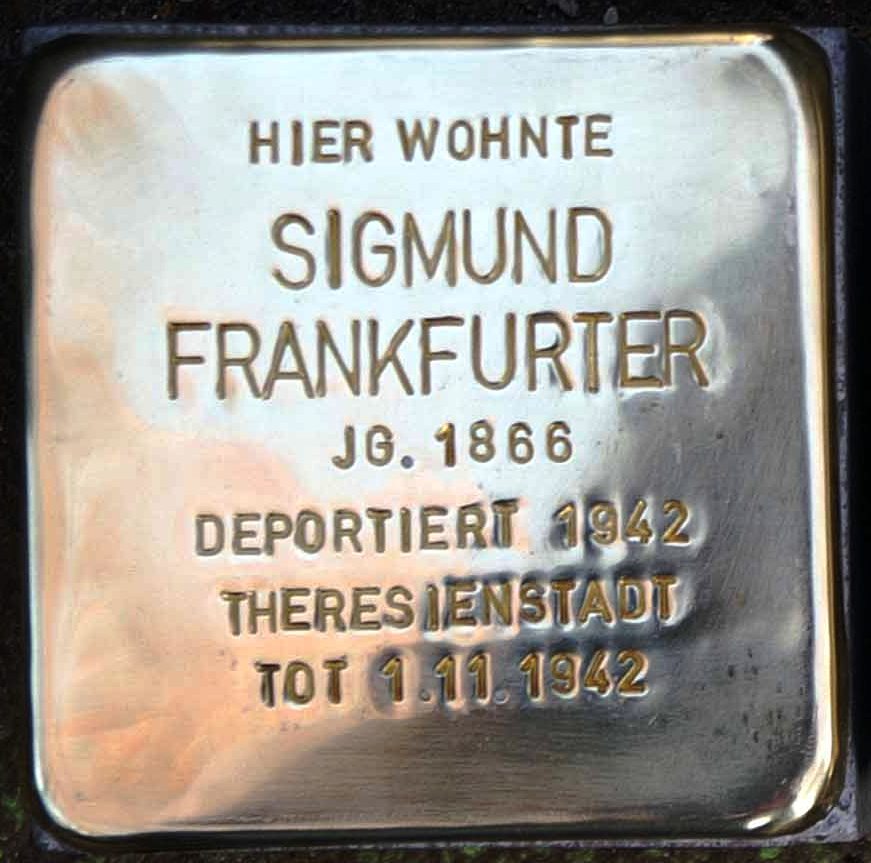 HIER WOHNTE
SIGMUND
FRANKFURTER
JG. 1866
DEPORTIERT 1942
THERESIENSTADT
TOT 1.11.1942